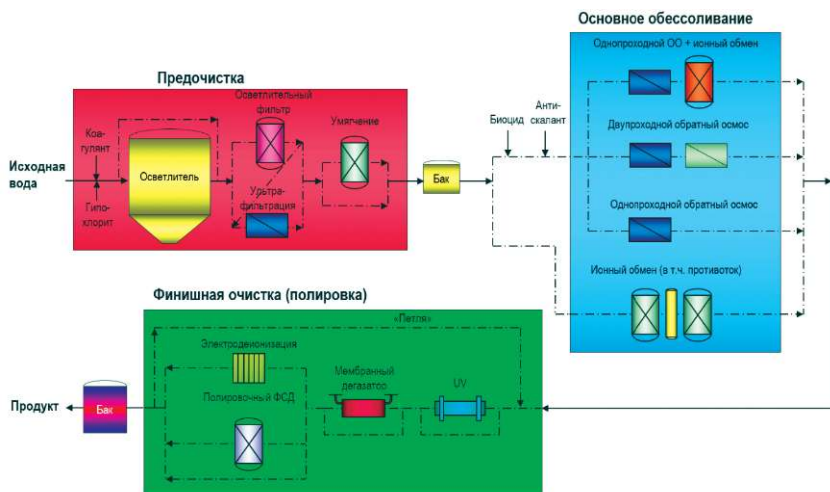 Основное обессоливание
Однопроходной ОО + ионный обмен
Предочистка
Осветлительный
фильтр
Умягчение
Коа-
гулянт
Исходная
вода
Осветлитель
Гипо-
хлорит
Ультра-
фильтрация
Бак
Биоцид
Анти-
скалант
Двупроходной обратный осмос
Однопроходной обратный осмос
Ионный обмен (в т.ч. противоток)
Финишная очистка (полировка)
«Петля»
Электродеионизация
Мембранный
дегазатор
UV
Полировочный ФСД
Продукт
Бак